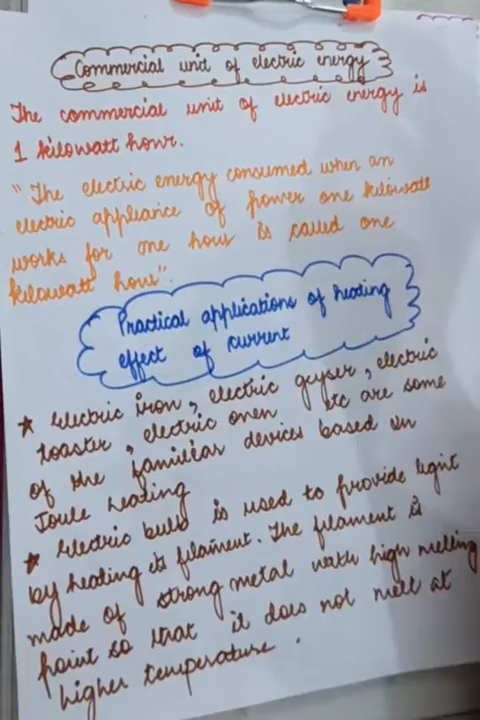 Commercial unit of electric energy
The commercial unit of electric energy is
1 kilowatt hour.
"The electric energy consumed when an
electric appliance of power one kilowatt
works for one hour is called one
kilowatt hour".
Practical applications of heating
effect of current
★ Electric iron, electric geyser, electric
toaster, electric oven etc are some
of the familiar devices based on
Joule heating
★ Electric bulb is used to provide light
by heating its filament. The filament is
made of strong metal with high melting
point so that it does not melt at
higher temperature.